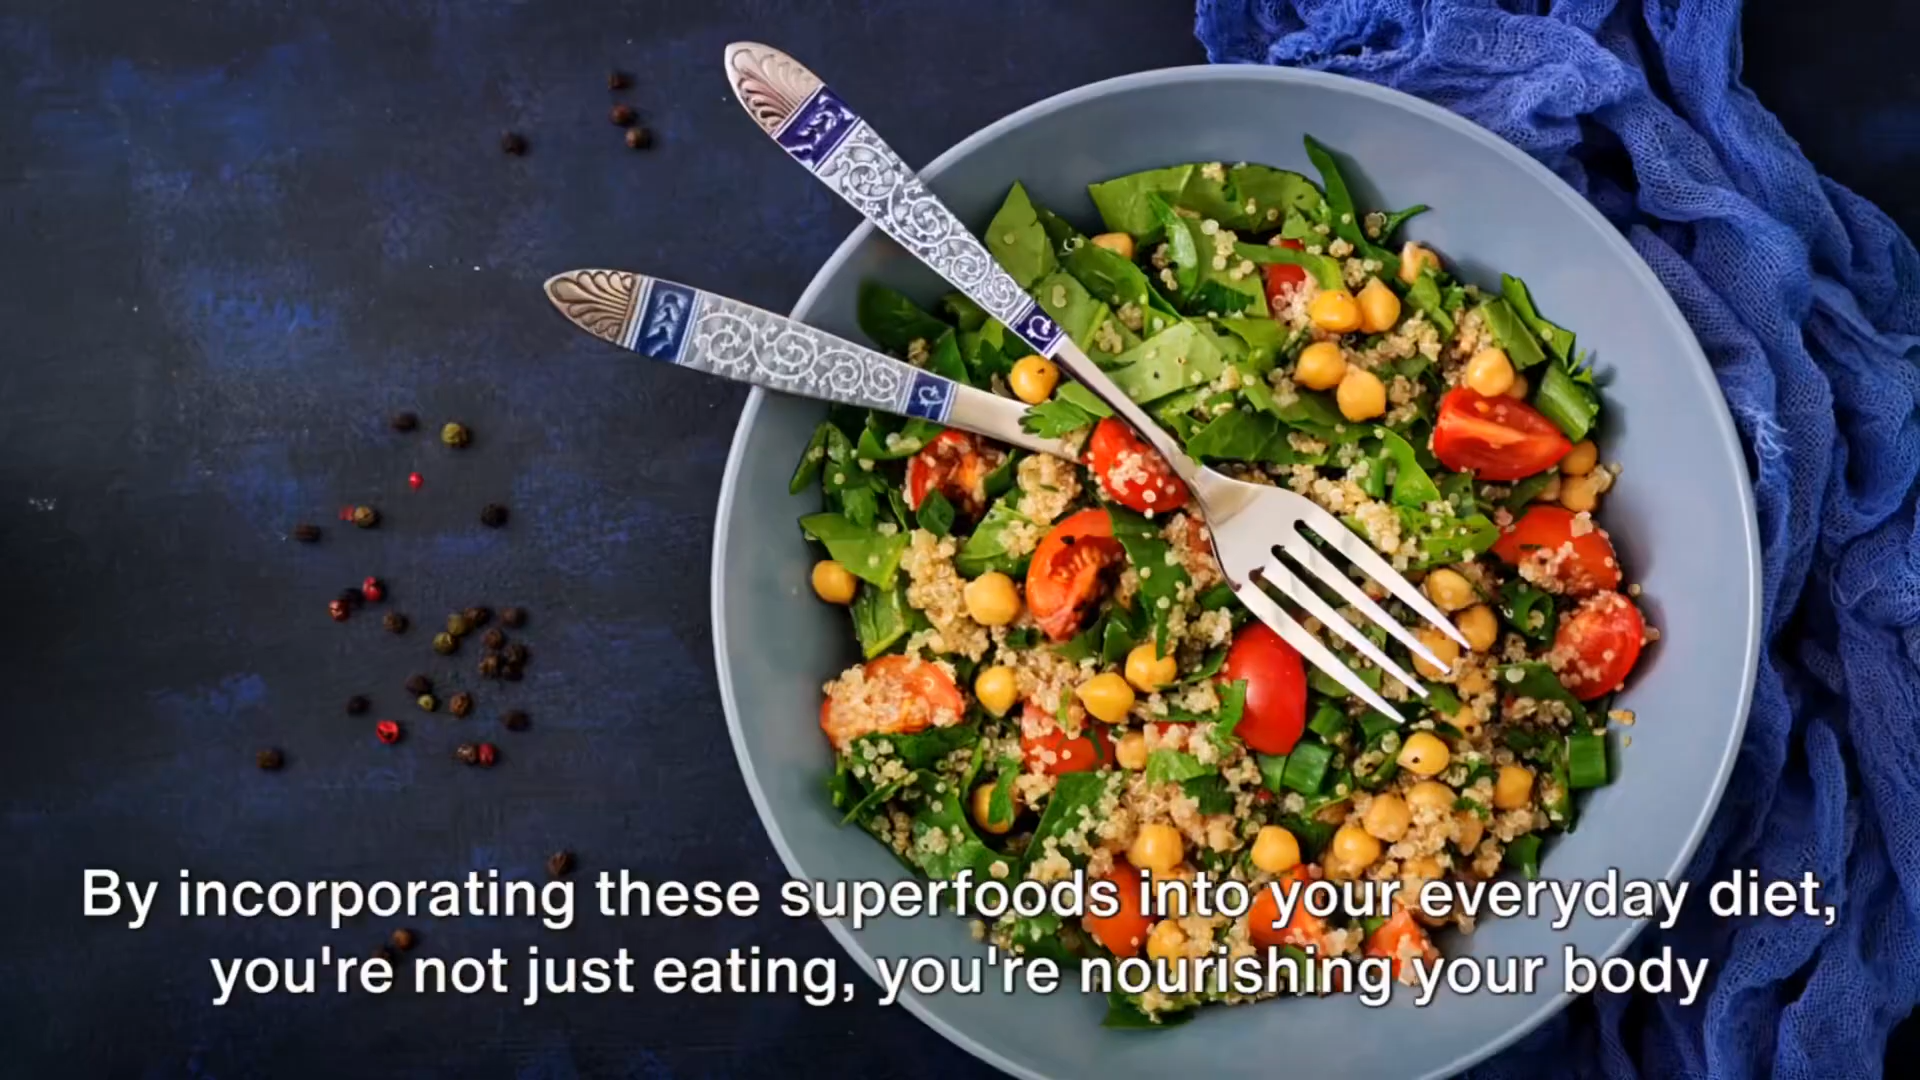 By incorporating these superfoods into your everyday diet,
you're not just eating, you're nourishing your body